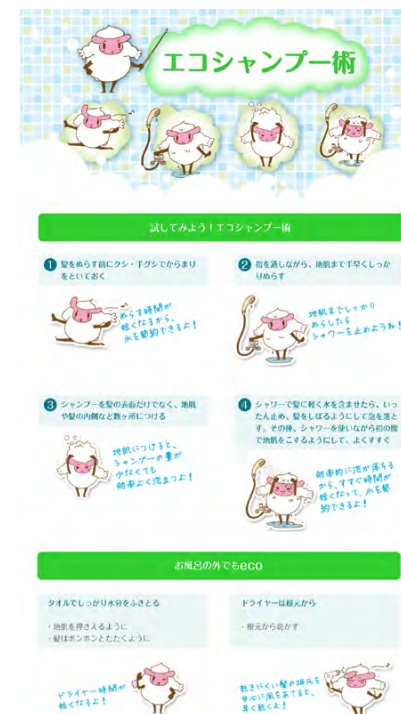 エコシャンプー術
試してみよう！エコシャンプー術
1 髪をぬらす前にクシ・手グシでからまり
をといておく
ぬらす時間が
短くなるから、
水を節約できるよ！
2 指を通しながら、地肌まで手早くしっか
りぬらす
地肌までしっかり
ぬらしたら
シャワーを止めようね！
3 シャンプーを髪の表面だけでなく、地肌
や髪の内側など数ヶ所につける
地肌につけると、
シャンプーの量が
少なくても
効率よく泡立つよ！
4 シャワーで髪に軽く水を含ませたら、いっ
たん止め、髪をしぼるようにして泡を落と
す。その後、シャワーを使いながら指の腹
で地肌をこするようにして、よくすすぐ
効率的に泡が落ちる
から、すすぐ時間が
短くなって、水を節
約できるよ！
お風呂の外でもeco
タオルでしっかり水分をふきとる
・地肌を押さえるように
・髪はポンポンとたたくように
ドライヤー時間が
短くなるよ！
ドライヤーは根元から
・根元から乾かす
乾きにくい髪の根元を
中心に風をあてると、
早く乾くよ！